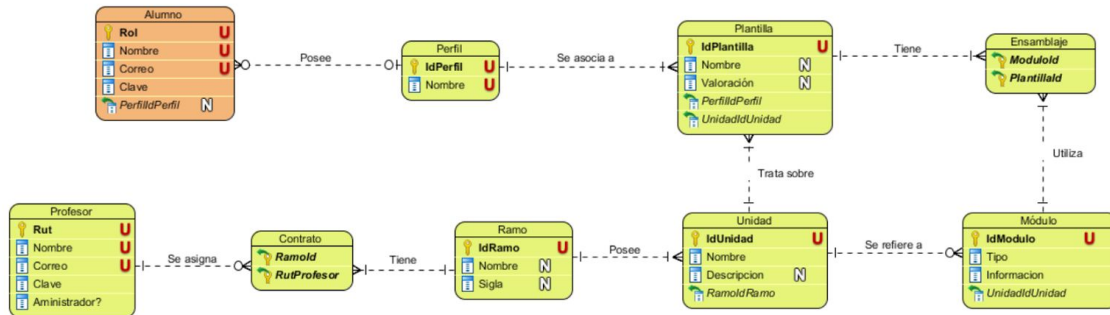 Alumno
Rol U
Nombre U
Correo U
Clave
PerfilIdPerfil N
Posee
Perfil
IdPerfil U
Nombre U
Se asocia a
Plantilla
IdPlantilla U
Nombre N
Valoración N
PerfilIdPerfil
UnidadIdUnidad
Tiene
Ensamblaje
ModuloId
PlantillaId
Trata sobre
Utiliza
Profesor
Rut U
Nombre U
Correo U
Clave
Aministrador?
Se asigna
Contrato
RamoId
RutProfesor
Tiene
Ramo
IdRamo U
Nombre N
Sigla N
Posee
Unidad
IdUnidad U
Nombre
Descripcion N
RamoIdRamo
Se refiere a
Módulo
IdModulo U
Tipo
Informacion
UnidadIdUnidad